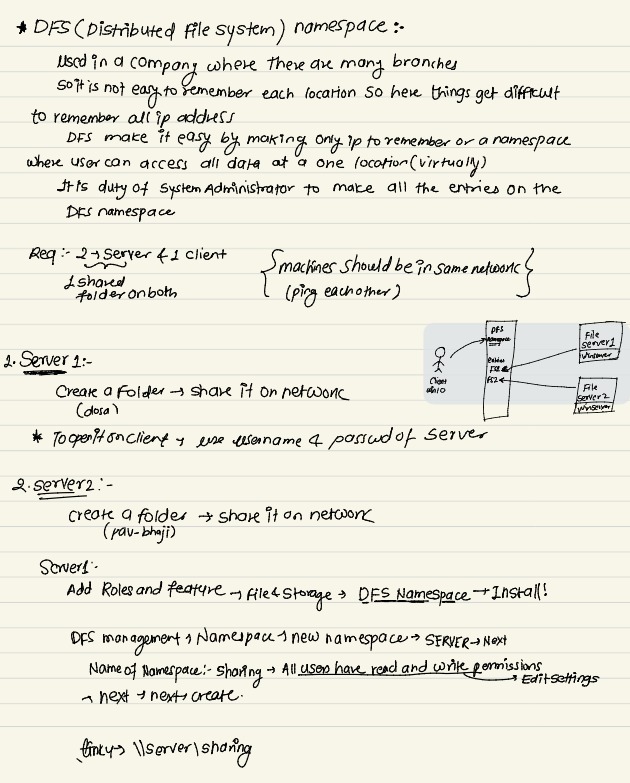 * DFS (Distributed File system) namespace :-
Used in a company where there are many branches
So it is not easy to remember each location so here things get difficult
to remember all ip address
DFS make it easy by making only ip to remember or a namespace
where user can access all data at a one location (virtually)
It is duty of System Administrator to make all the entries on the
DFS namespace
Req :- 2 → Server & 1 client
1 shared
folder on both
{ machines should be in same network }
(ping each other)
DFS
Namespace
Entries
FS1
FS2
Client
win10
File
server1
winserver
File
server 2
winserver
1. Server 1 :-
Create a Folder → share it on network
(dosa)
* To open it on client → use username & passwd of server
2. server2 :-
create a folder → share it on network
(pav-bhaji)
Server1 :-
Add Roles and feature → File & Storage → DFS Namespace → Install!
DFS management → Namespace → new namespace → SERVER → Next
Name of Namespace :- sharing → All users have read and write permissions
→ Edit settings
→ next → next → create.
→ \\server\sharing